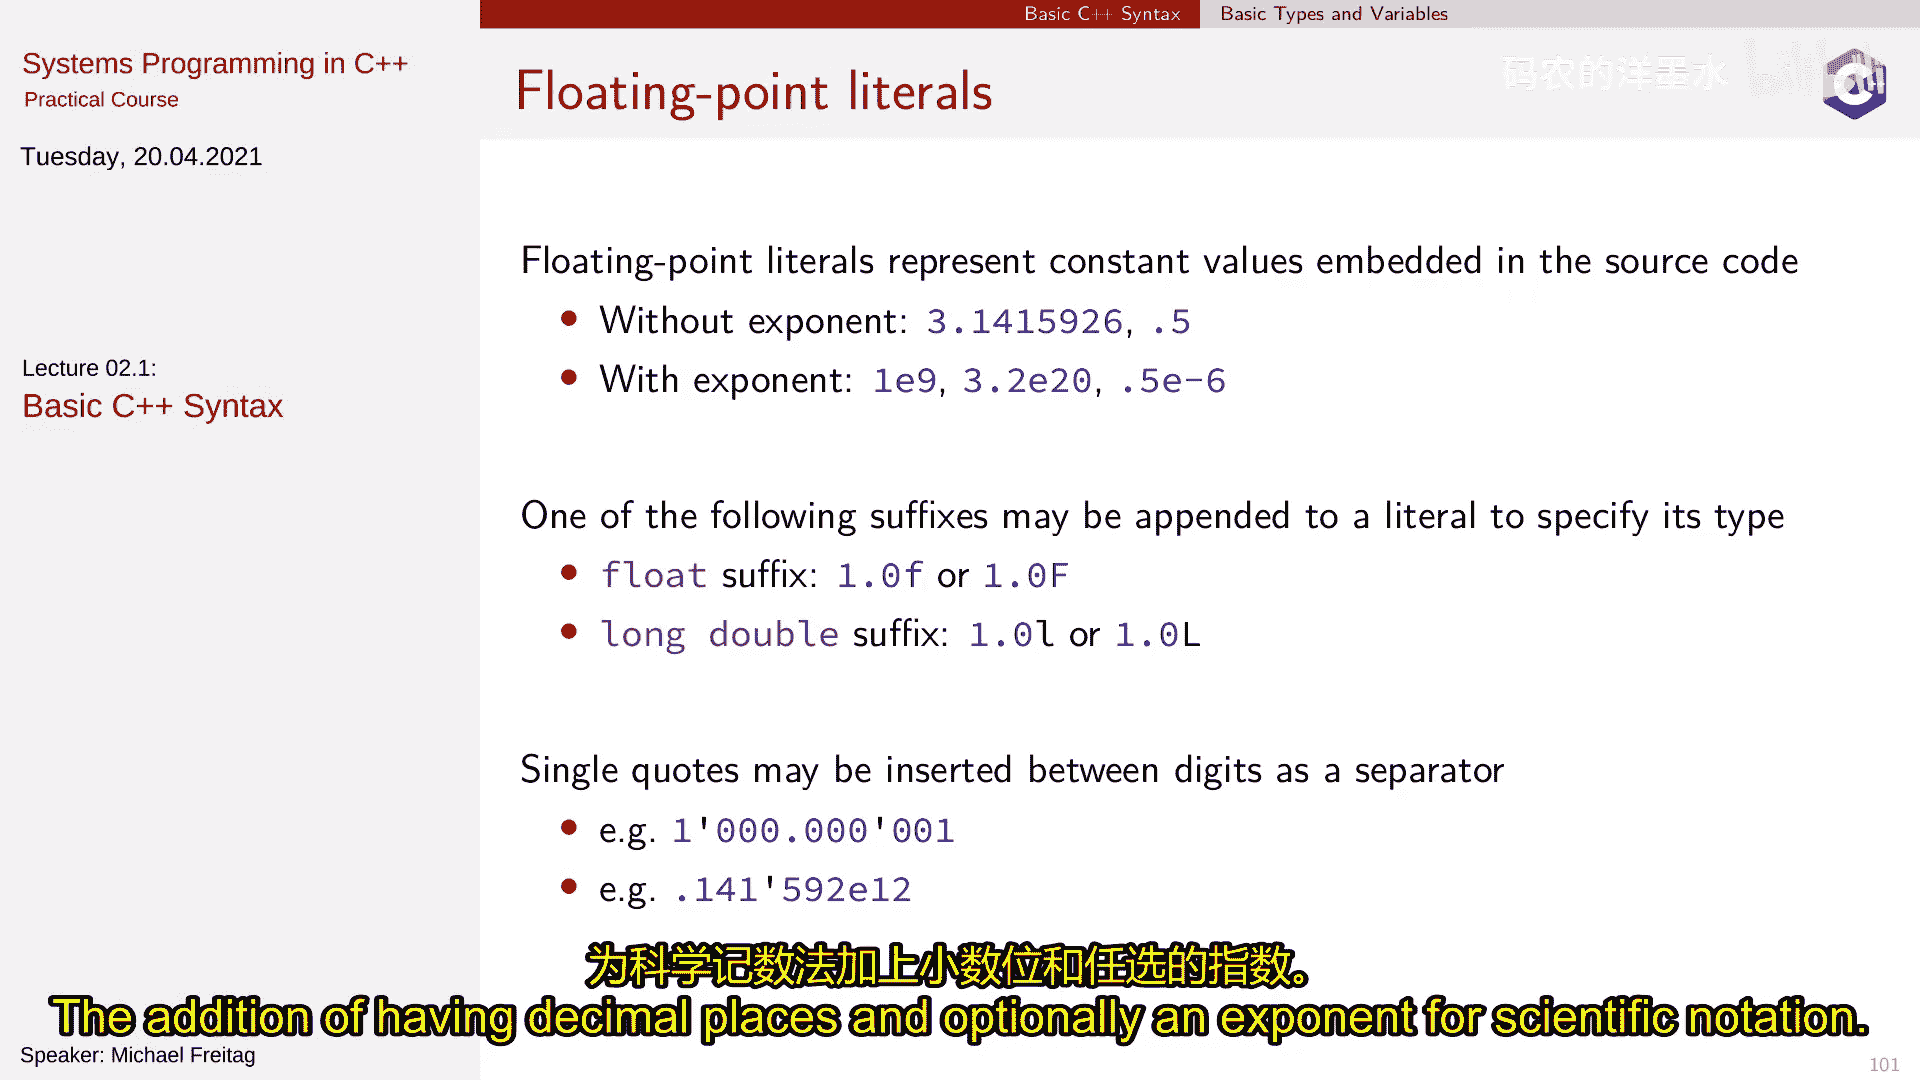 Basic C++ Syntax
Basic Types and Variables
Systems Programming in C++
Practical Course
Tuesday, 20.04.2021
Lecture 02.1:
Basic C++ Syntax
Floating-point literals
码农的洋墨水
Floating-point literals represent constant values embedded in the source code
• Without exponent: 3.1415926, .5
• With exponent: 1e9, 3.2e20, .5e-6
One of the following suffixes may be appended to a literal to specify its type
• float suffix: 1.0f or 1.0F
• long double suffix: 1.0l or 1.0L
Single quotes may be inserted between digits as a separator
• e.g. 1'000.000'001
• e.g. .141'592e12
为科学记数法加上小数位和任选的指数。
The addition of having decimal places and optionally an exponent for scientific notation.
Speaker: Michael Freitag
101